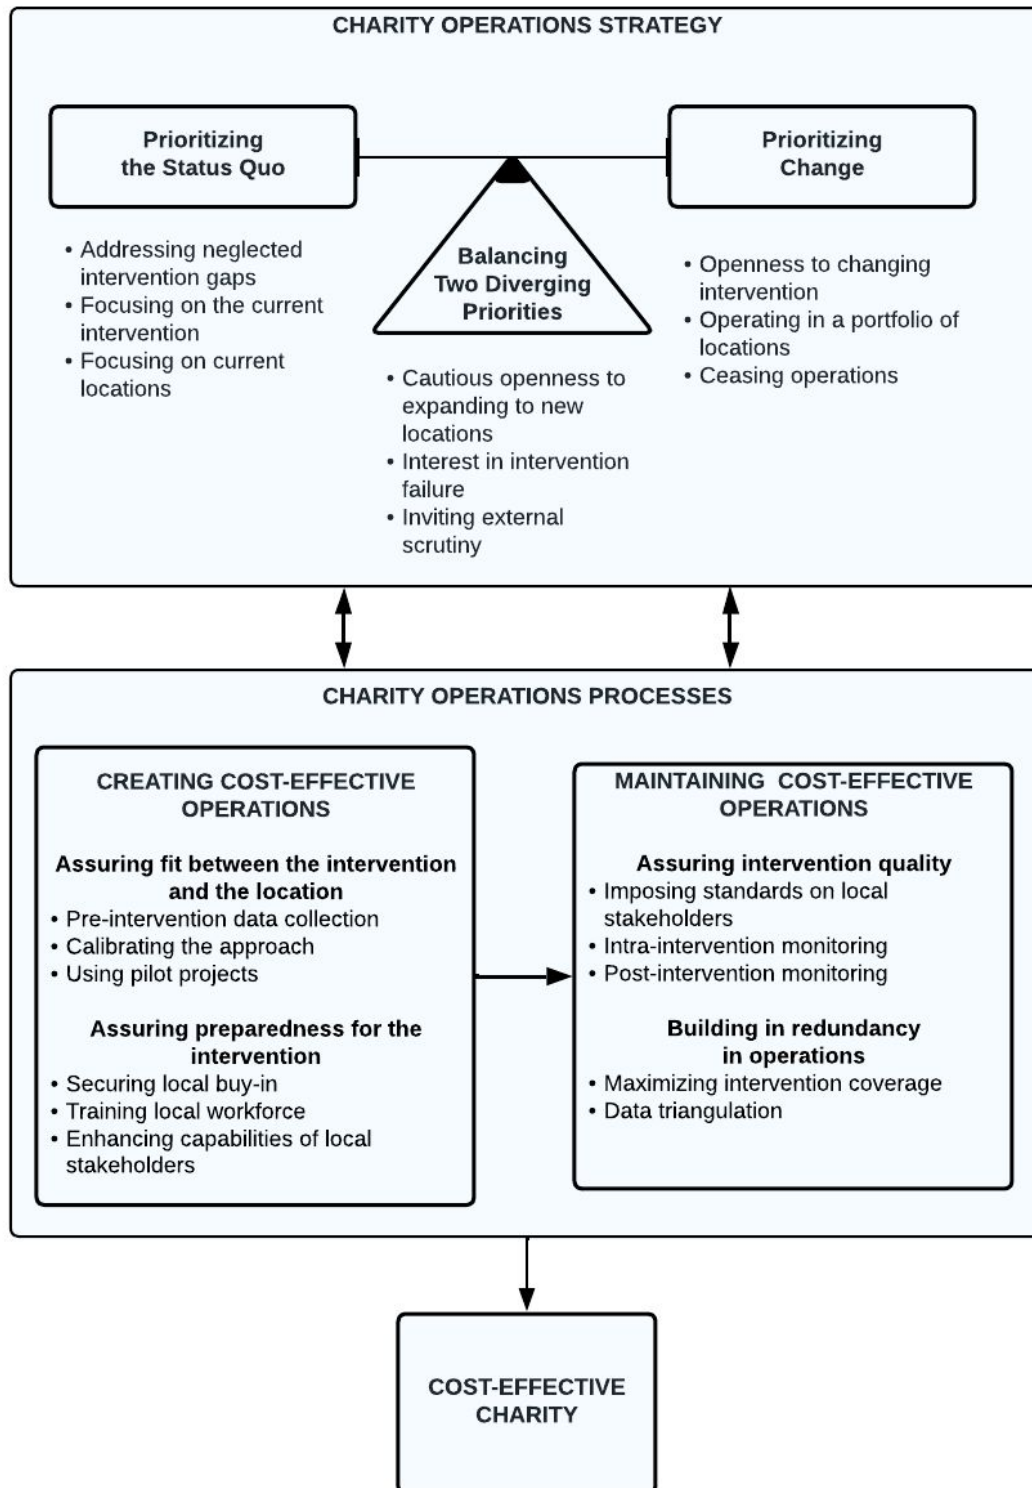 CHARITY OPERATIONS STRATEGY
Prioritizing
the Status Quo
• Addressing neglected
intervention gaps
• Focusing on the current
intervention
• Focusing on current
locations
Balancing
Two Diverging
Priorities
• Cautious openness to
expanding to new
locations
• Interest in intervention
failure
• Inviting external
scrutiny
Prioritizing
Change
• Openness to changing
intervention
• Operating in a portfolio of
locations
• Ceasing operations
CHARITY OPERATIONS PROCESSES
CREATING COST-EFFECTIVE
OPERATIONS
Assuring fit between the intervention
and the location
• Pre-intervention data collection
• Calibrating the approach
• Using pilot projects
Assuring preparedness for the
intervention
• Securing local buy-in
• Training local workforce
• Enhancing capabilities of local
stakeholders
MAINTAINING COST-EFFECTIVE
OPERATIONS
Assuring intervention quality
• Imposing standards on local
stakeholders
• Intra-intervention monitoring
• Post-intervention monitoring
Building in redundancy
in operations
• Maximizing intervention coverage
• Data triangulation
COST-EFFECTIVE
CHARITY